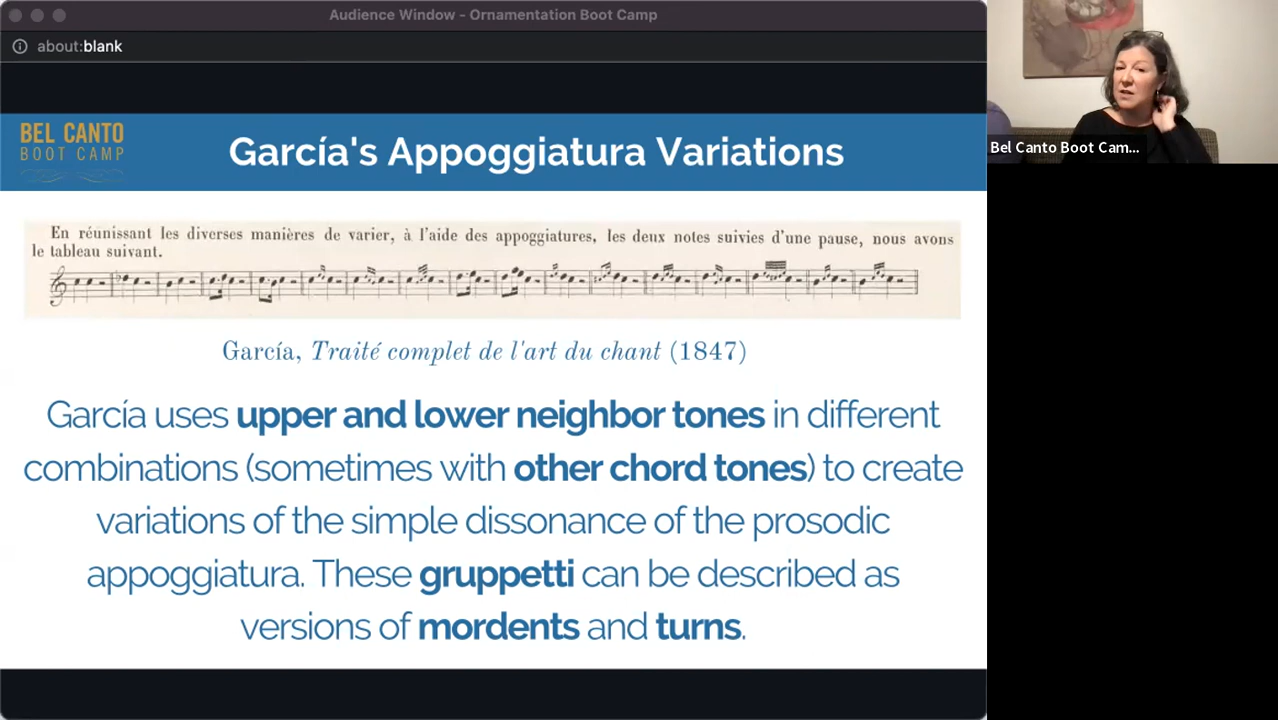 Audience Window - Ornamentation Boot Camp
about:blank
BEL CANTO
BOOT CAMP
García's Appoggiatura Variations
En réunissant les diverses manières de varier, à l'aide des appoggiatures, les deux notes suivies d'une pause, nous avons
le tableau suivant.
García, Traité complet de l'art du chant (1847)
García uses upper and lower neighbor tones in different
combinations (sometimes with other chord tones) to create
variations of the simple dissonance of the prosodic
appoggiatura. These gruppetti can be described as
versions of mordents and turns.
Bel Canto Boot Cam...